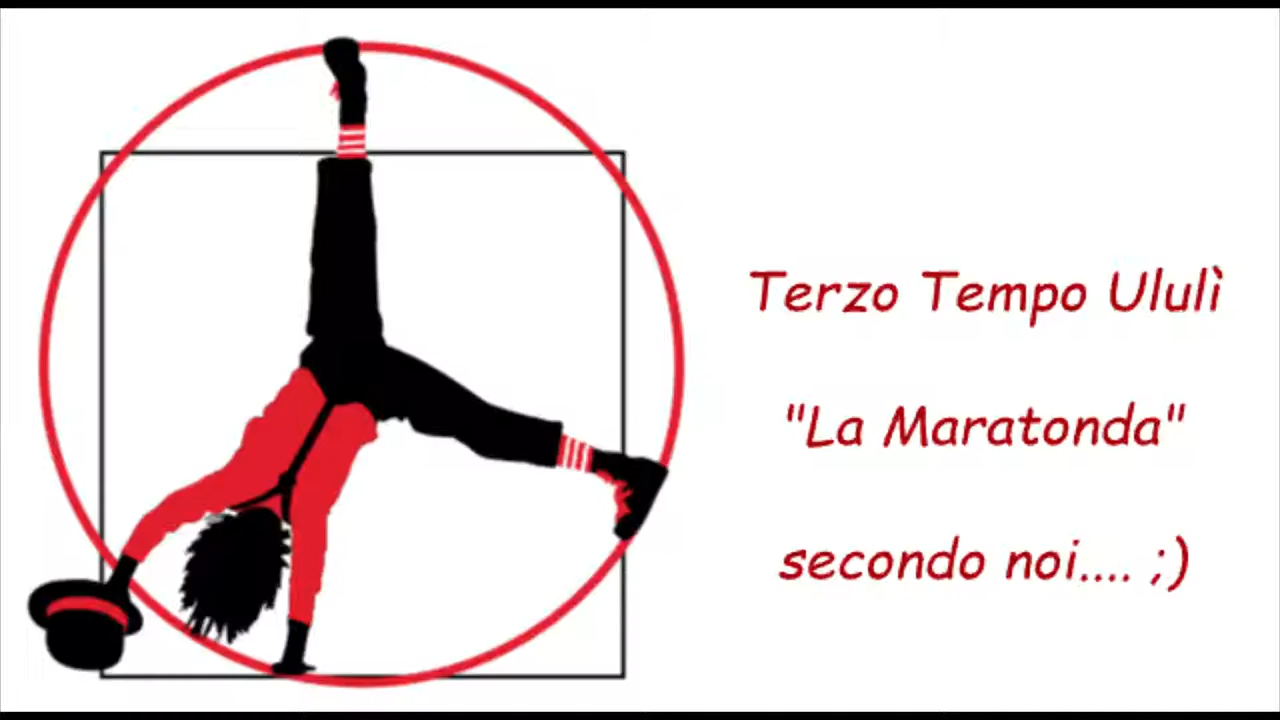 Terzo Tempo Ululì
"La Maratonda"
secondo noi.... ;)